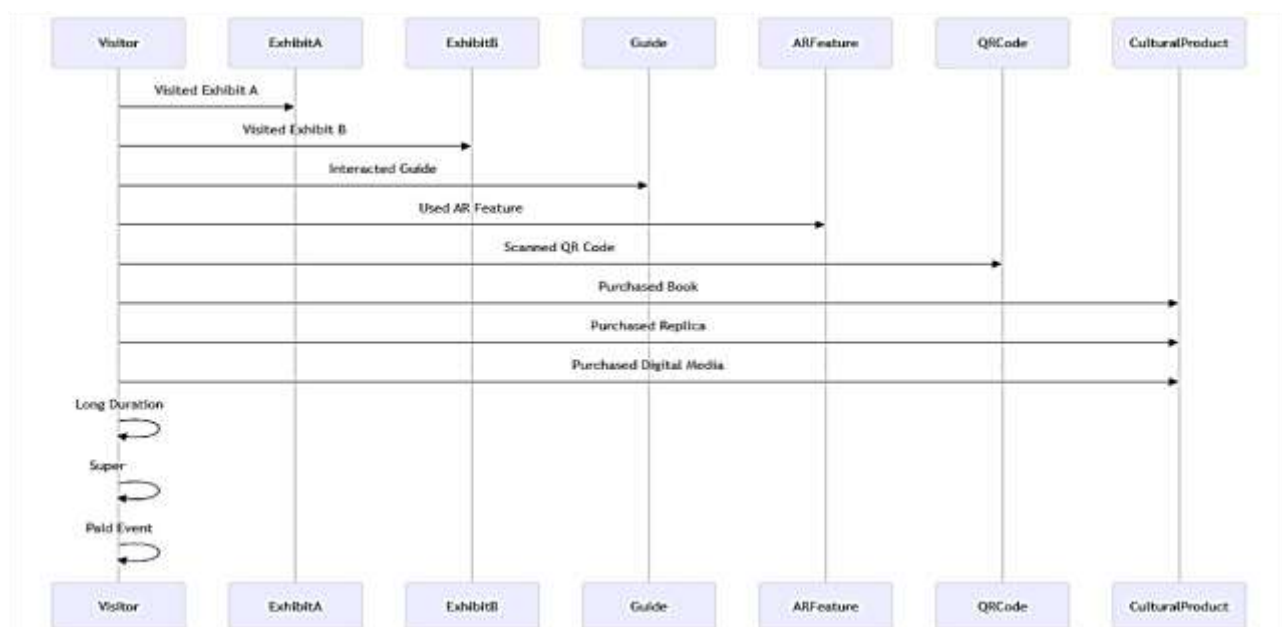 Visitor ExhibitA ExhibitB Guide ARFeature QRCode CulturalProduct
Visited Exhibit A
Visited Exhibit B
Interacted Guide
Used AR Feature
Scanned QR Code
Purchased Book
Purchased Replica
Purchased Digital Media
Long Duration
Super
Paid Event
Visitor ExhibitA ExhibitB Guide ARFeature QRCode CulturalProduct